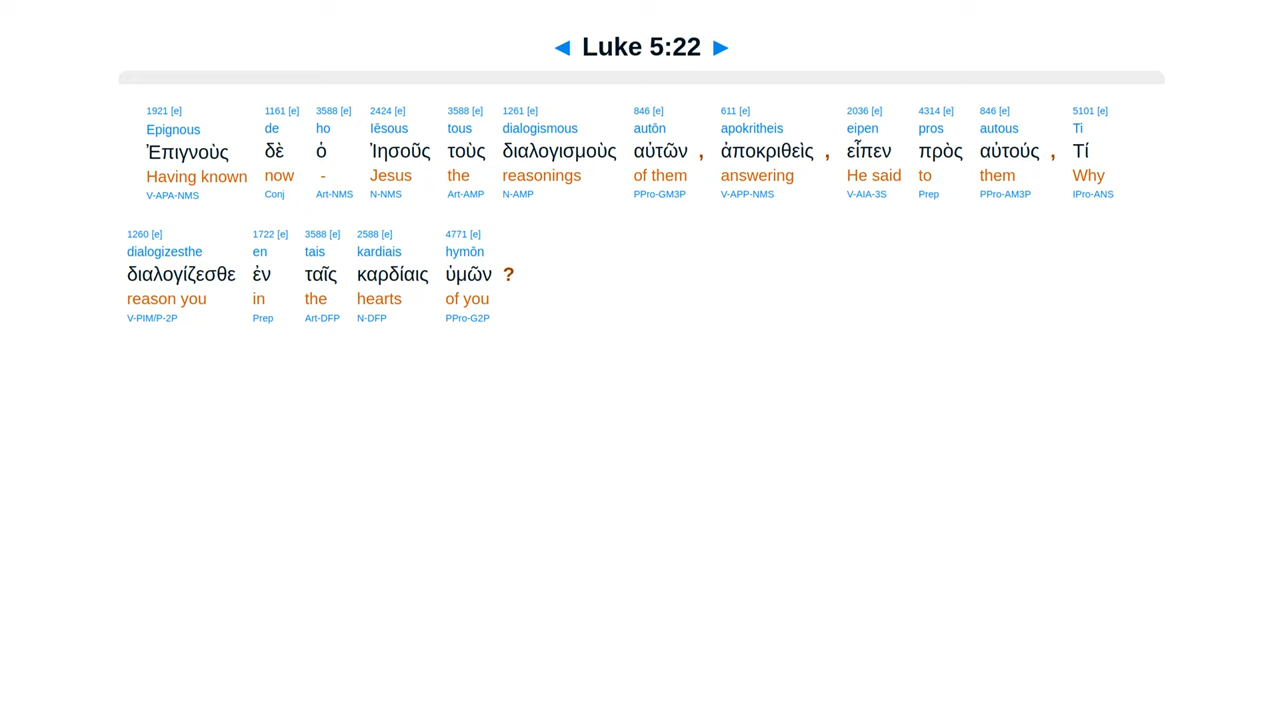 ◄ Luke 5:22 ►
1921 [e] 1161 [e] 3588 [e] 2424 [e] 3588 [e] 1261 [e] 846 [e] 611 [e] 2036 [e] 4314 [e] 846 [e] 5101 [e]
Epignous de ho Iēsous tous dialogismous autōn apokritheis eipen pros autous Ti
Ἐπιγνοὺς δὲ ὁ Ἰησοῦς τοὺς διαλογισμοὺς αὐτῶν , ἀποκριθεὶς , εἶπεν πρὸς αὐτούς , Τί
Having known now - Jesus the reasonings of them answering He said to them Why
V-APA-NMS Conj Art-NMS N-NMS Art-AMP N-AMP PPro-GM3P V-APP-NMS V-AIA-3S Prep PPro-AM3P IPro-ANS
1260 [e] 1722 [e] 3588 [e] 2588 [e] 4771 [e]
dialogizesthe en tais kardiais hymōn
διαλογίζεσθε ἐν ταῖς καρδίαις ὑμῶν ?
reason you in the hearts of you
V-PIM/P-2P Prep Art-DFP N-DFP PPro-G2P